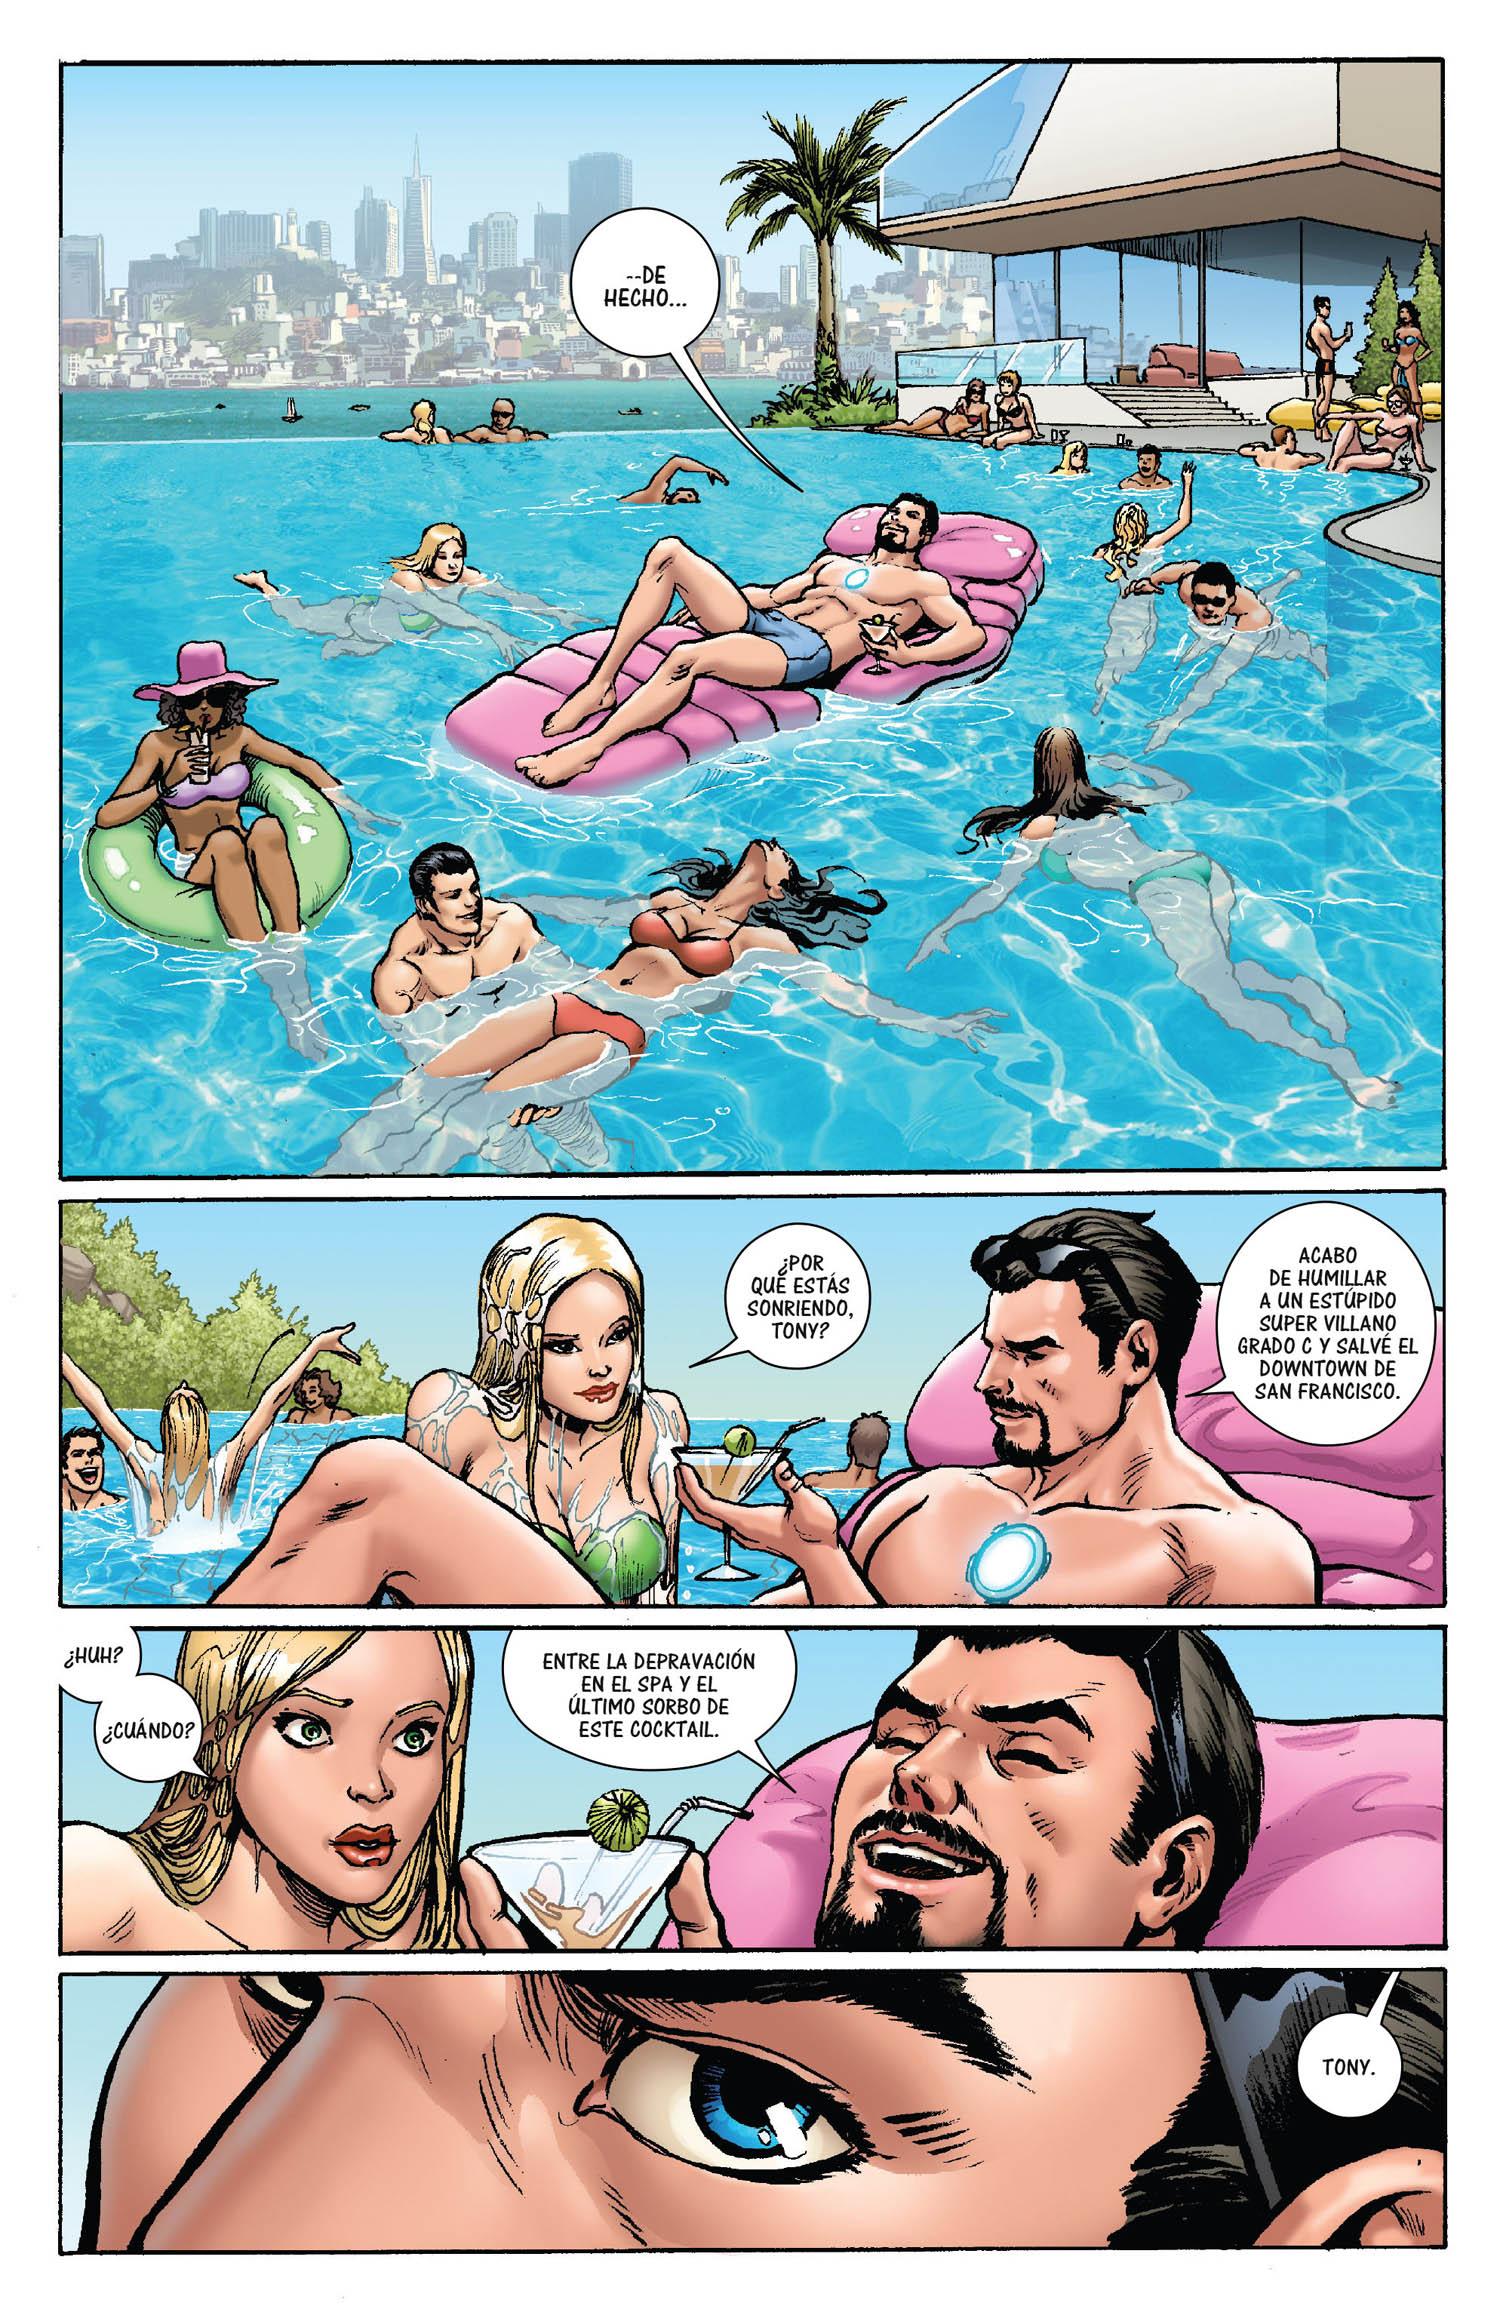 --DE
HECHO...
¿POR
QUÉ ESTÁS
SONRIENDO,
TONY?
ACABO
DE HUMILLAR
A UN ESTÚPIDO
SUPER VILLANO
GRADO C Y SALVÉ EL
DOWNTOWN DE
SAN FRANCISCO.
¿HUH?
¿CUÁNDO?
ENTRE LA DEPRAVACIÓN
EN EL SPA Y EL
ÚLTIMO SORBO DE
ESTE COCKTAIL.
TONY.